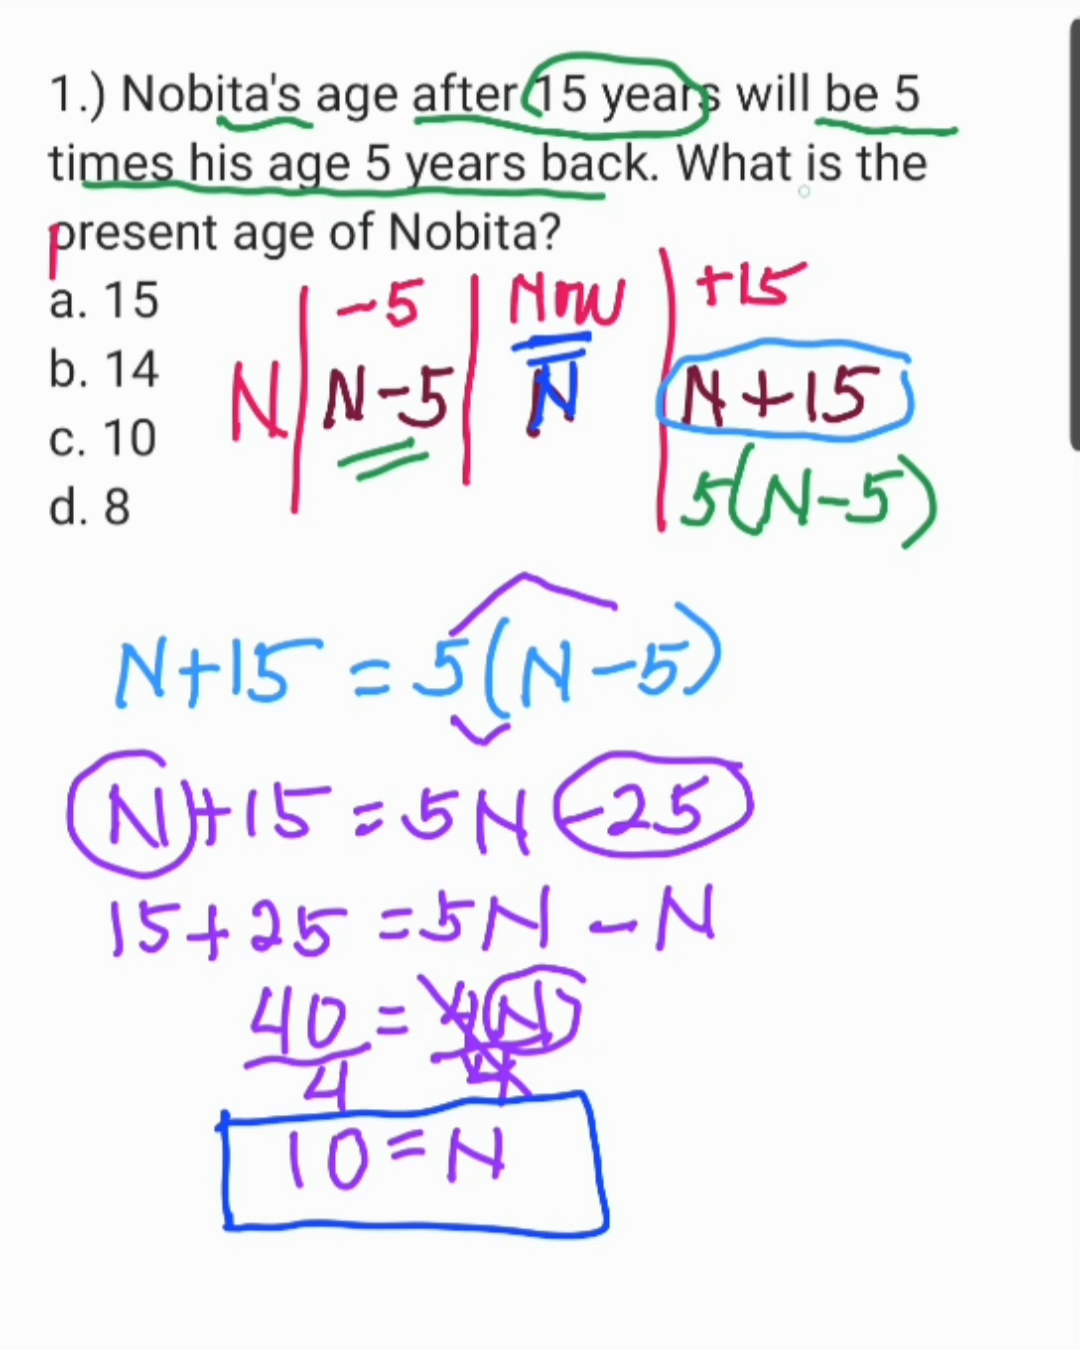 1.) Nobita's age after 15 years will be 5
times his age 5 years back. What is the
present age of Nobita?
a. 15
b. 14
c. 10
d. 8
-5 Now +15
N N-5 N N+15
5(N-5)
N+15 = 5(N-5)
N+15 = 5N -25
15+25 = 5N - N
40 = 4(N)
4 4
10 = N